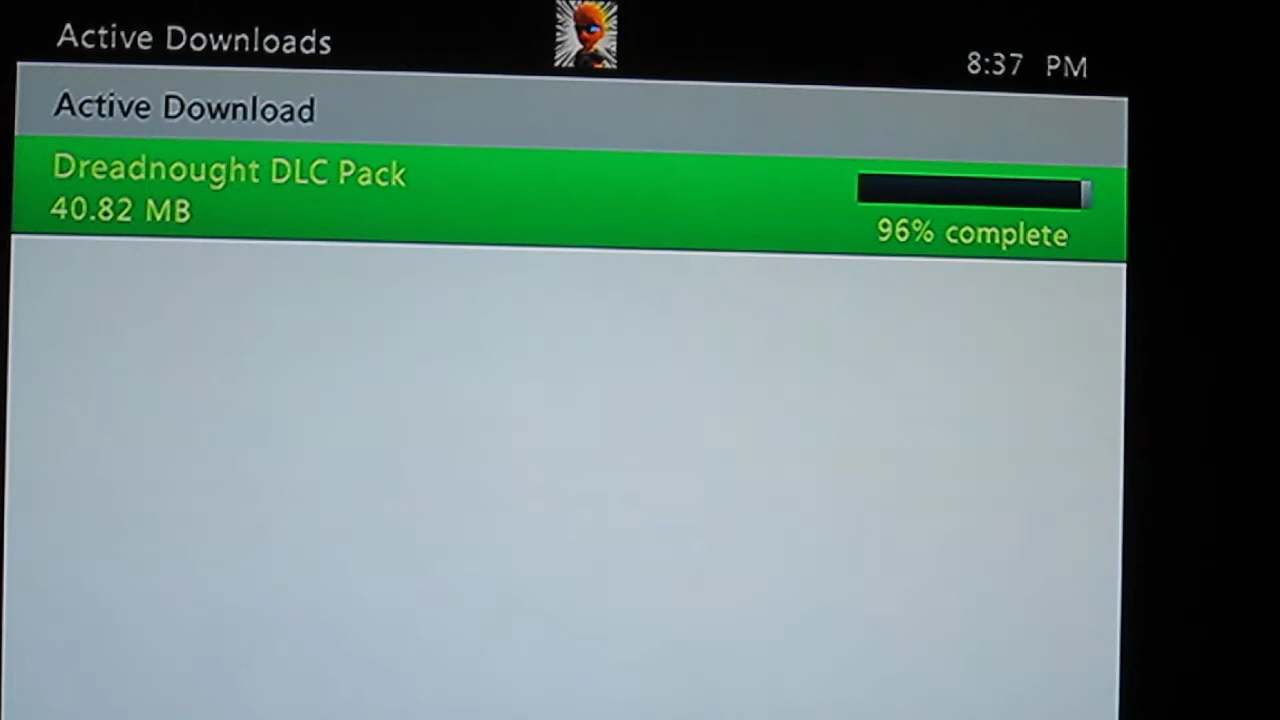 Active Downloads
8:37 PM
Active Download
Dreadnought DLC Pack
40.82 MB
96% complete